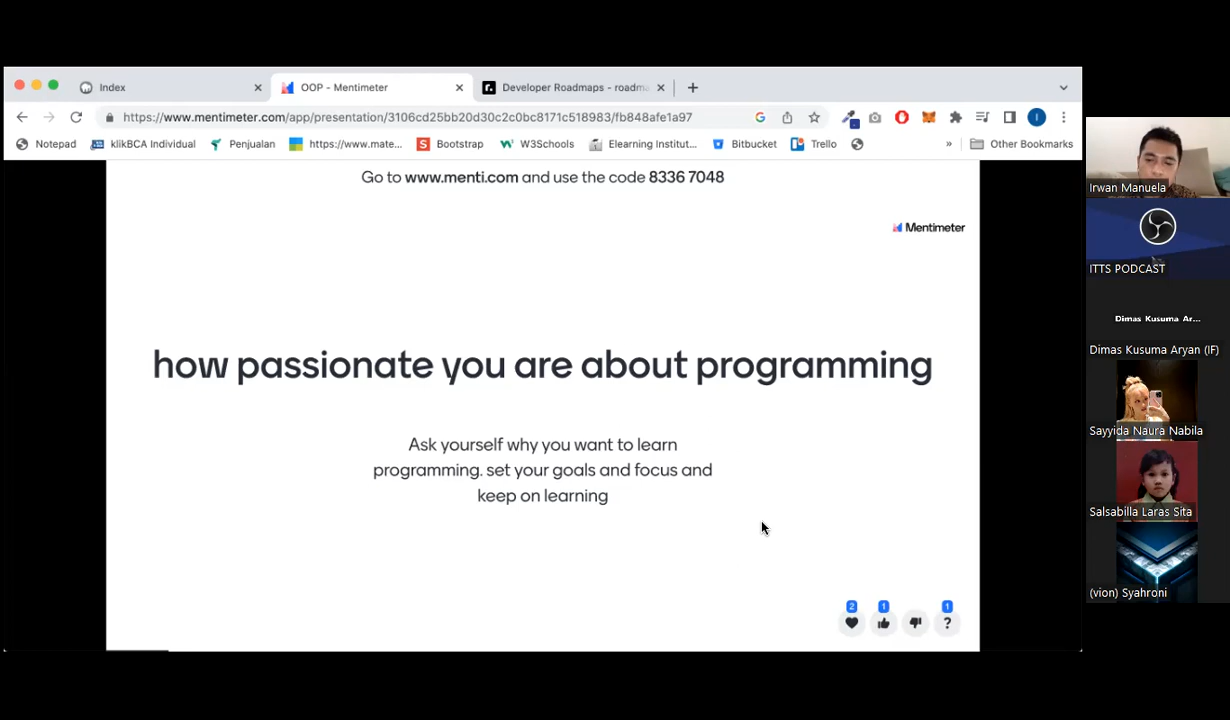 Index
OOP - Mentimeter
Developer Roadmaps - roadma
https://www.mentimeter.com/app/presentation/3106cd25bb20d30c2c0bc8171c518983/fb848afe1a97
Notepad
klikBCA Individual
Penjualan
https://www.mate...
Bootstrap
W3Schools
Elearning Institut...
Bitbucket
Trello
»
Other Bookmarks
Go to www.menti.com and use the code 8336 7048
Mentimeter
how passionate you are about programming
Ask yourself why you want to learn
programming. set your goals and focus and
keep on learning
2
1
1
?
Irwan Manuela
ITTS PODCAST
Dimas Kusuma Ar...
Dimas Kusuma Aryan (IF)
Sayyida Naura Nabila
Salsabilla Laras Sita
(vion) Syahroni